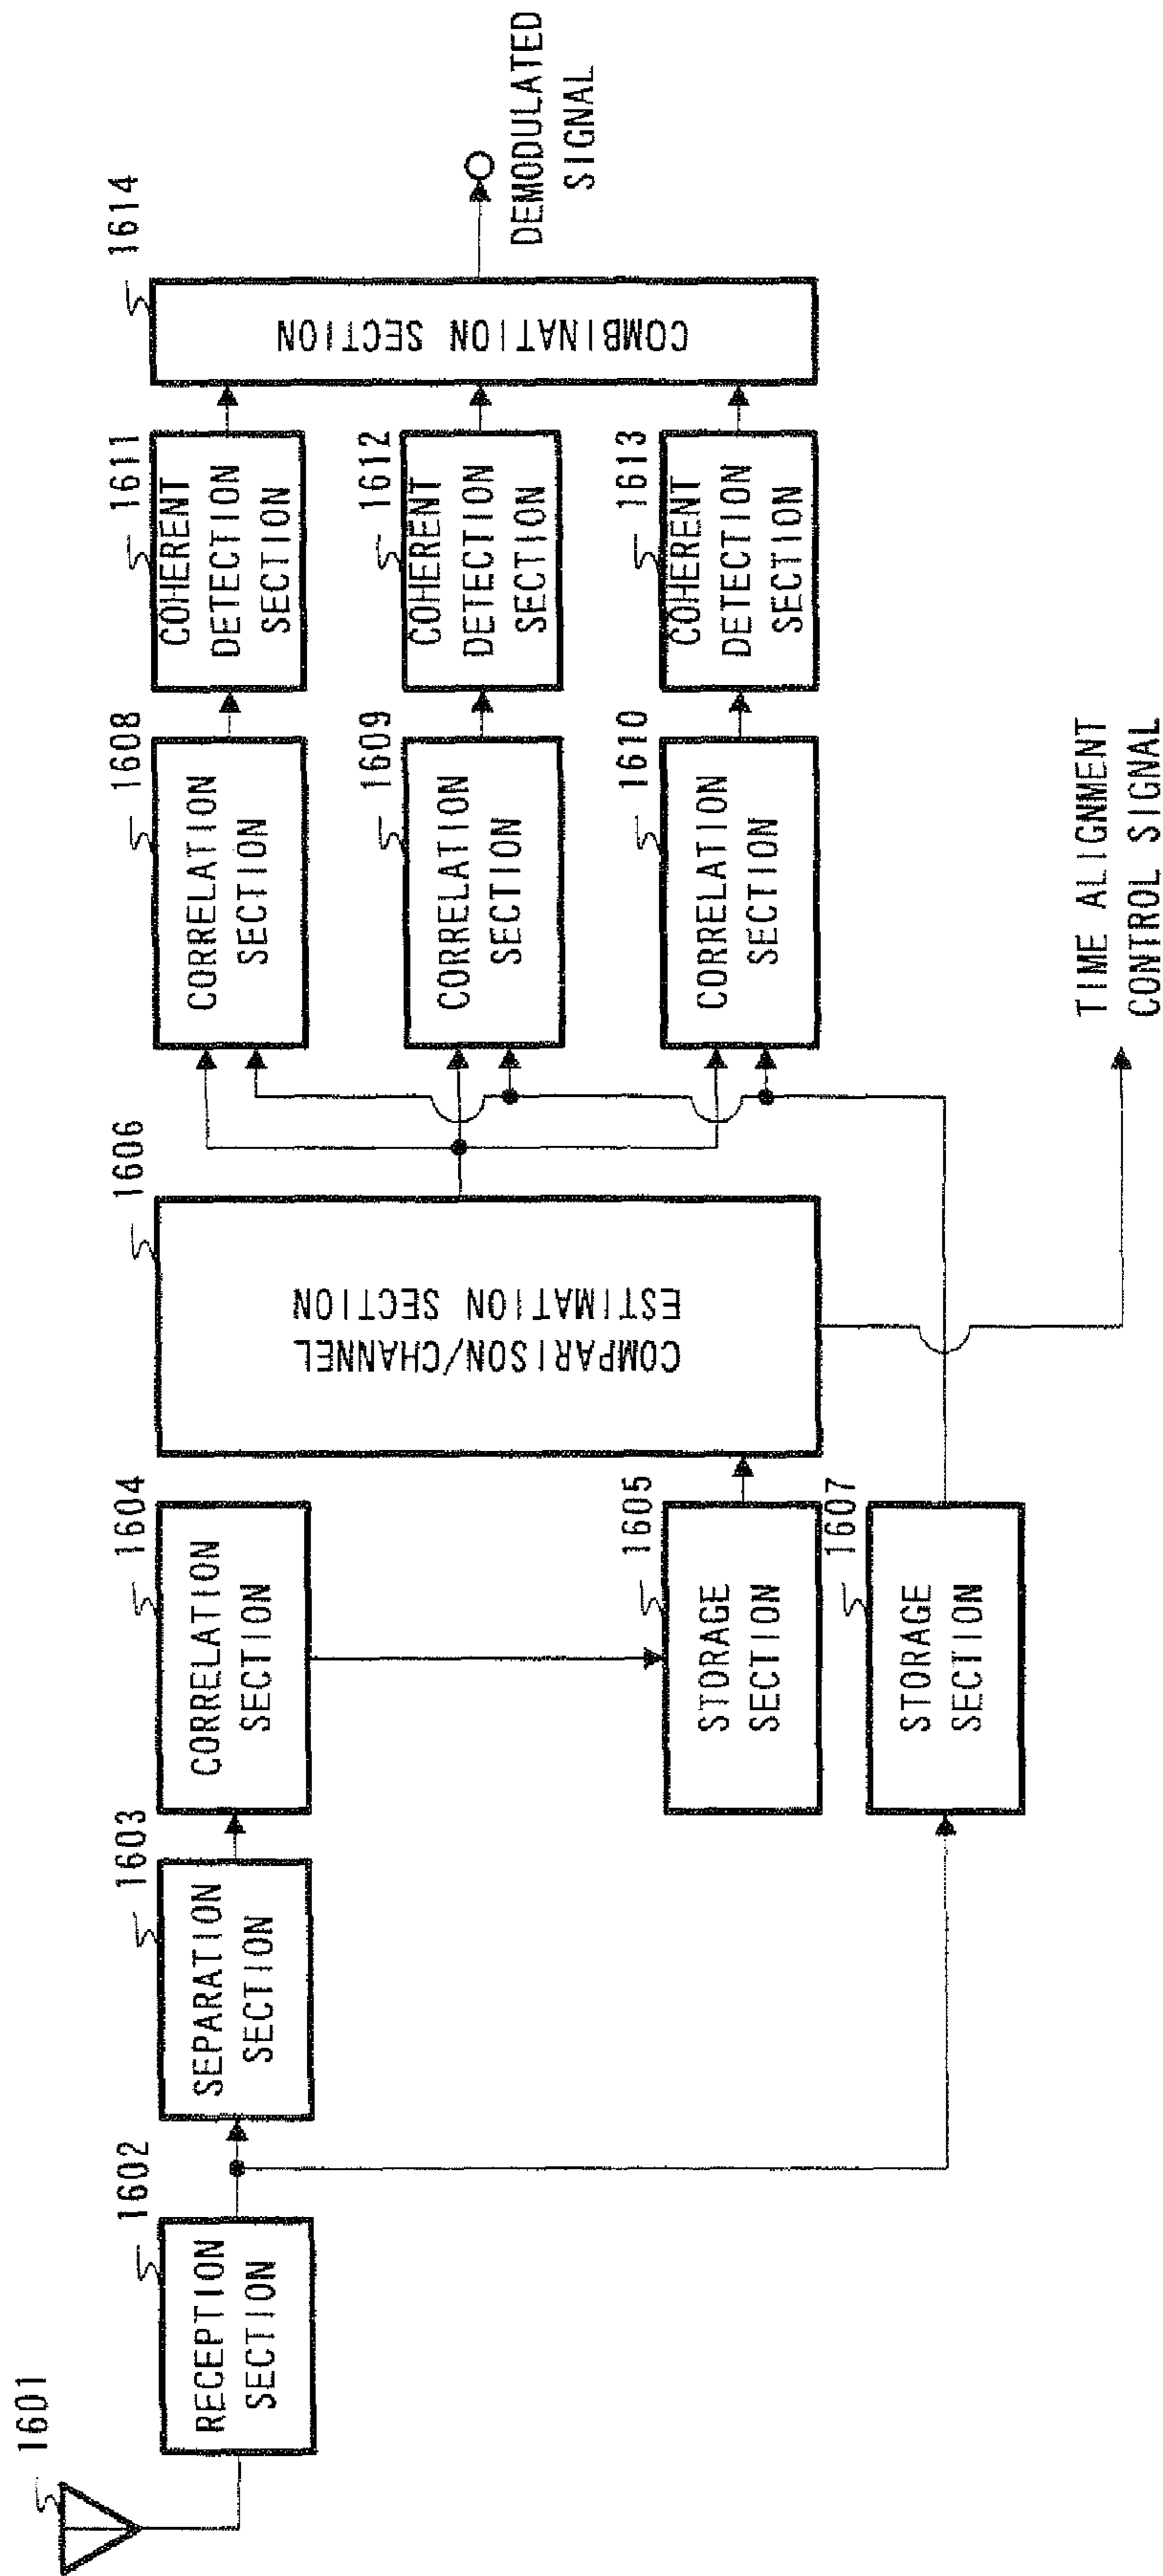 1601
1602
RECEPTION
SECTION
1603
SEPARATION
SECTION
1604
CORRELATION
SECTION
1605
STORAGE
SECTION
1607
STORAGE
SECTION
1606
COMPARISON/CHANNEL
ESTIMATION SECTION
1608
CORRELATION
SECTION
1609
CORRELATION
SECTION
1610
CORRELATION
SECTION
1611
COHERENT
DETECTION
SECTION
1612
COHERENT
DETECTION
SECTION
1613
COHERENT
DETECTION
SECTION
1614
COMBINATION SECTION
DEMODULATED
SIGNAL
TIME ALIGNMENT
CONTROL SIGNAL